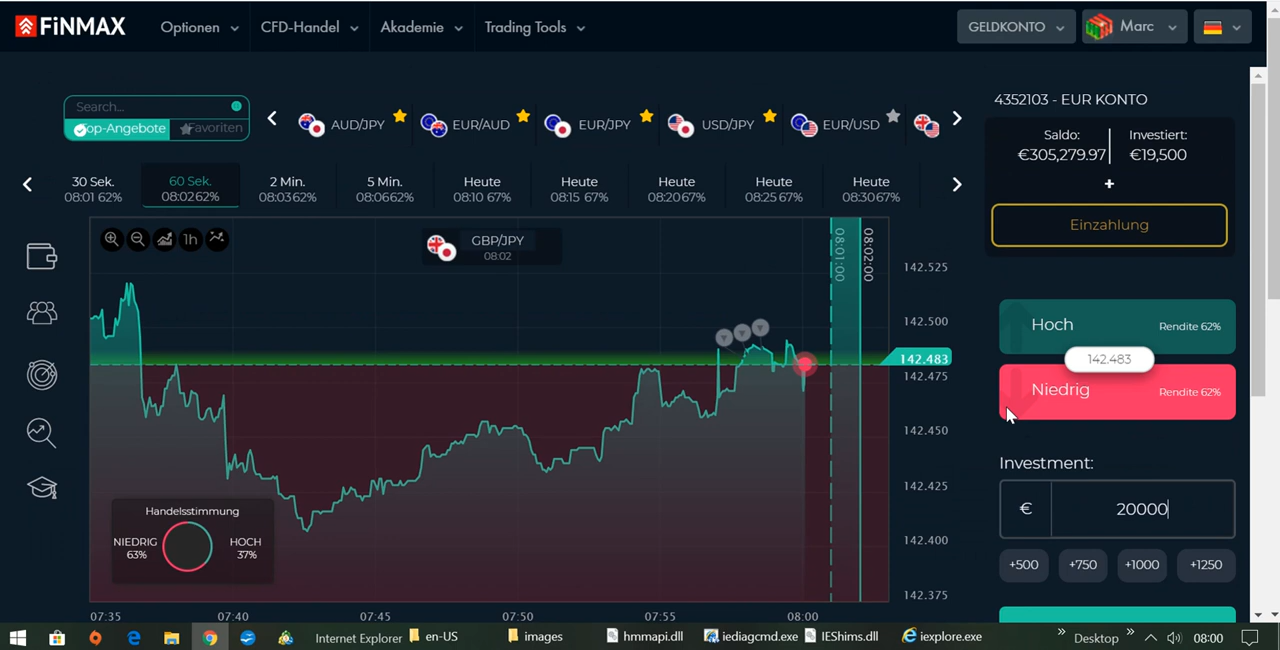 FiNMAX
Optionen CFD-Handel Akademie Trading Tools GELDKONTO Marc
Search...
Top-Angebote Favoriten
AUD/JPY EUR/AUD EUR/JPY USD/JPY EUR/USD
30 Sek. 60 Sek. 2 Min. 5 Min. Heute Heute Heute Heute Heute
08:01 62% 08:02 62% 08:03 62% 08:06 62% 08:10 67% 08:15 67% 08:20 67% 08:25 67% 08:30 67%
4352103 - EUR KONTO
Saldo: Investiert:
€305,279.97 €19,500
+
Einzahlung
1h
GBP/JPY
08:02
08:01:00
08:02:00
142.525
142.500
142.483
142.475
142.450
142.425
142.400
142.375
Handelsstimmung
NIEDRIG HOCH
63% 37%
07:35 07:40 07:45 07:50 07:55 08:00
Hoch Rendite 62%
142.483
Niedrig Rendite 62%
Investment:
€ 20000
+500 +750 +1000 +1250
Internet Explorer en-US images hmmapi.dll iediagcmd.exe IEShims.dll iexplore.exe » Desktop » 08:00